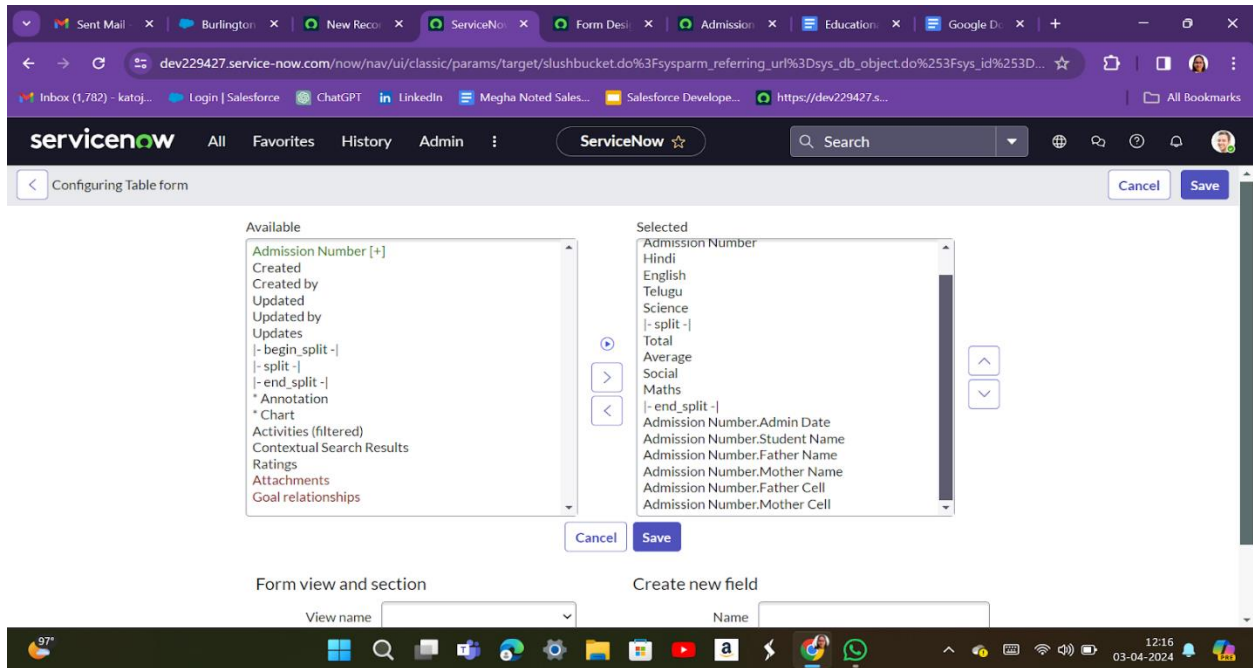 Sent Mail Burlington New Recor ServiceNo Form Desi Admission Education Google Do
dev229427.service-now.com/now/nav/ui/classic/params/target/slushbucket.do%3Fsysparm_referring_url%3Dsys_db_object.do%253Fsys_id%253D...
Inbox (1,782) - katoj... Login | Salesforce ChatGPT LinkedIn Megha Noted Sales... Salesforce Develope... https://dev229427.s... All Bookmarks
servicenow All Favorites History Admin ServiceNow Search
Configuring Table form Cancel Save
Available
Admission Number [+]
Created
Created by
Updated
Updated by
Updates
|- begin_split -|
|- split -|
|- end_split -|
* Annotation
* Chart
Activities (filtered)
Contextual Search Results
Ratings
Attachments
Goal relationships
Selected
Admission Number
Hindi
English
Telugu
Science
|- split -|
Total
Average
Social
Maths
|- end_split -|
Admission Number.Admin Date
Admission Number.Student Name
Admission Number.Father Name
Admission Number.Mother Name
Admission Number.Father Cell
Admission Number.Mother Cell
Cancel Save
Form view and section
View name
Create new field
Name
97°
12:16
03-04-2024